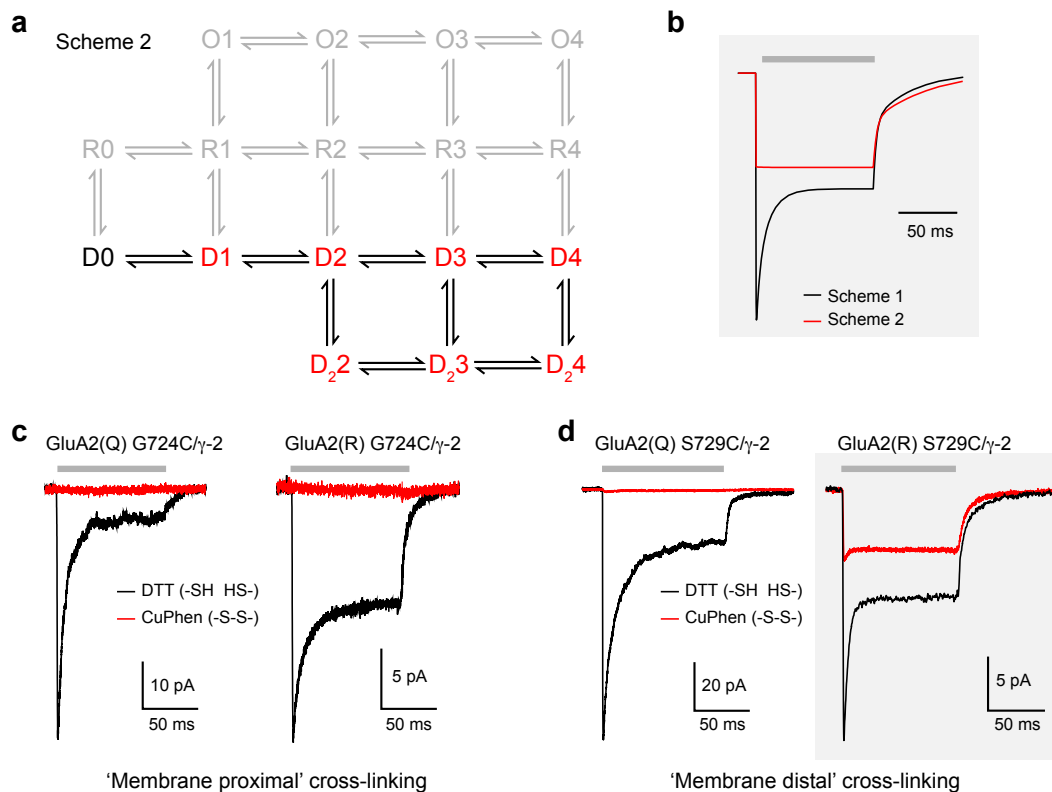 a
Scheme 2
O1 O2 O3 O4
R0 R1 R2 R3 R4
D0 D1 D2 D3 D4
D₂2 D₂3 D₂4
b
50 ms
Scheme 1
Scheme 2
c
GluA2(Q) G724C/γ-2
DTT (-SH HS-)
CuPhen (-S-S-)
10 pA
50 ms
GluA2(R) G724C/γ-2
5 pA
50 ms
'Membrane proximal' cross-linking
d
GluA2(Q) S729C/γ-2
DTT (-SH HS-)
CuPhen (-S-S-)
20 pA
50 ms
GluA2(R) S729C/γ-2
5 pA
50 ms
'Membrane distal' cross-linking